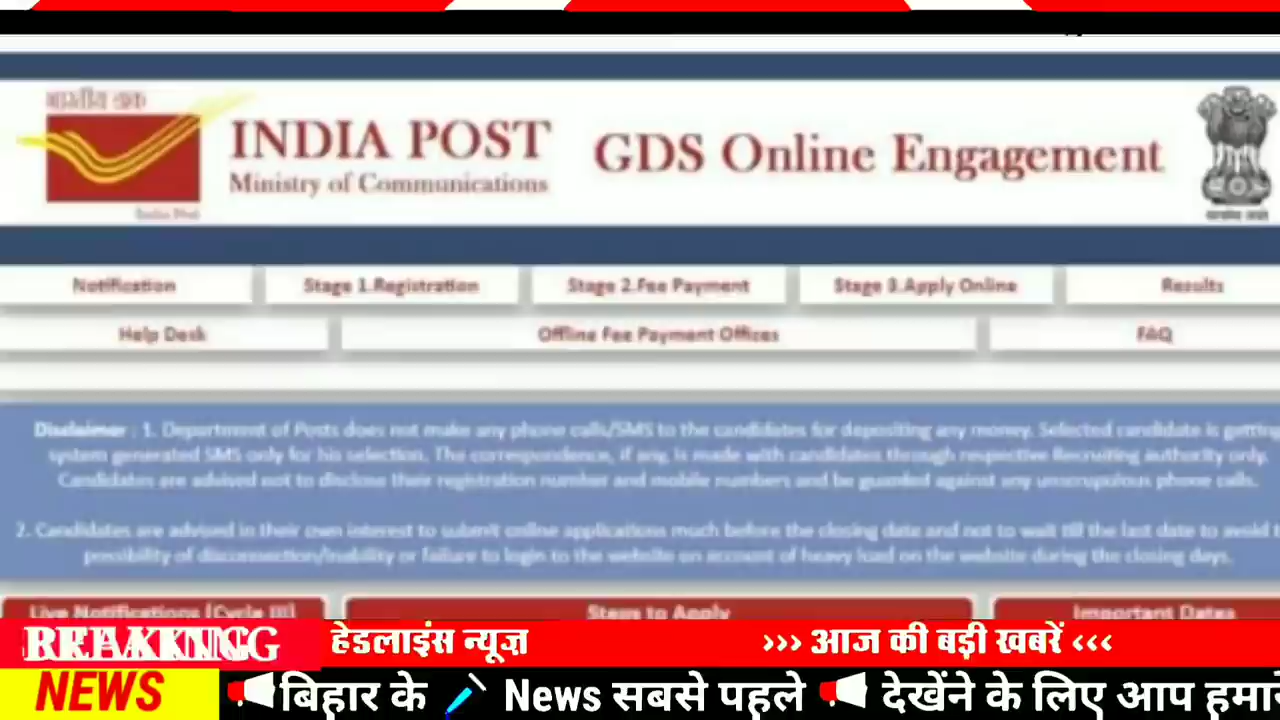 भारतीय डाक
INDIA POST
Ministry of Communications
India Post
GDS Online Engagement
Notification
Stage 1.Registration
Stage 2.Fee Payment
Stage 3.Apply Online
Results
Help Desk
Offline Fee Payment Offices
FAQ
Disclaimer : 1. Department of Posts does not make any phone calls/SMS to the candidates for depositing any money. Selected candidate is getting
system generated SMS only for his selection. The correspondence, if any, is made with candidates through respective Recruiting authority only.
Candidates are advised not to disclose their registration number and mobile numbers and be guarded against any unscrupulous phone calls.
2. Candidates are advised in their own interest to submit online applications much before the closing date and not to wait till the last date to avoid
possibility of disconnection/inability or failure to login to the website on account of heavy load on the website during the closing days.
Live Notifications (Cycle III)
Steps to Apply
Important Dates
हेडलाइंस न्यूज़
››› आज की बड़ी खबरें ‹‹‹
NEWS
बिहार के News सबसे पहले देखेंने के लिए आप हमारे